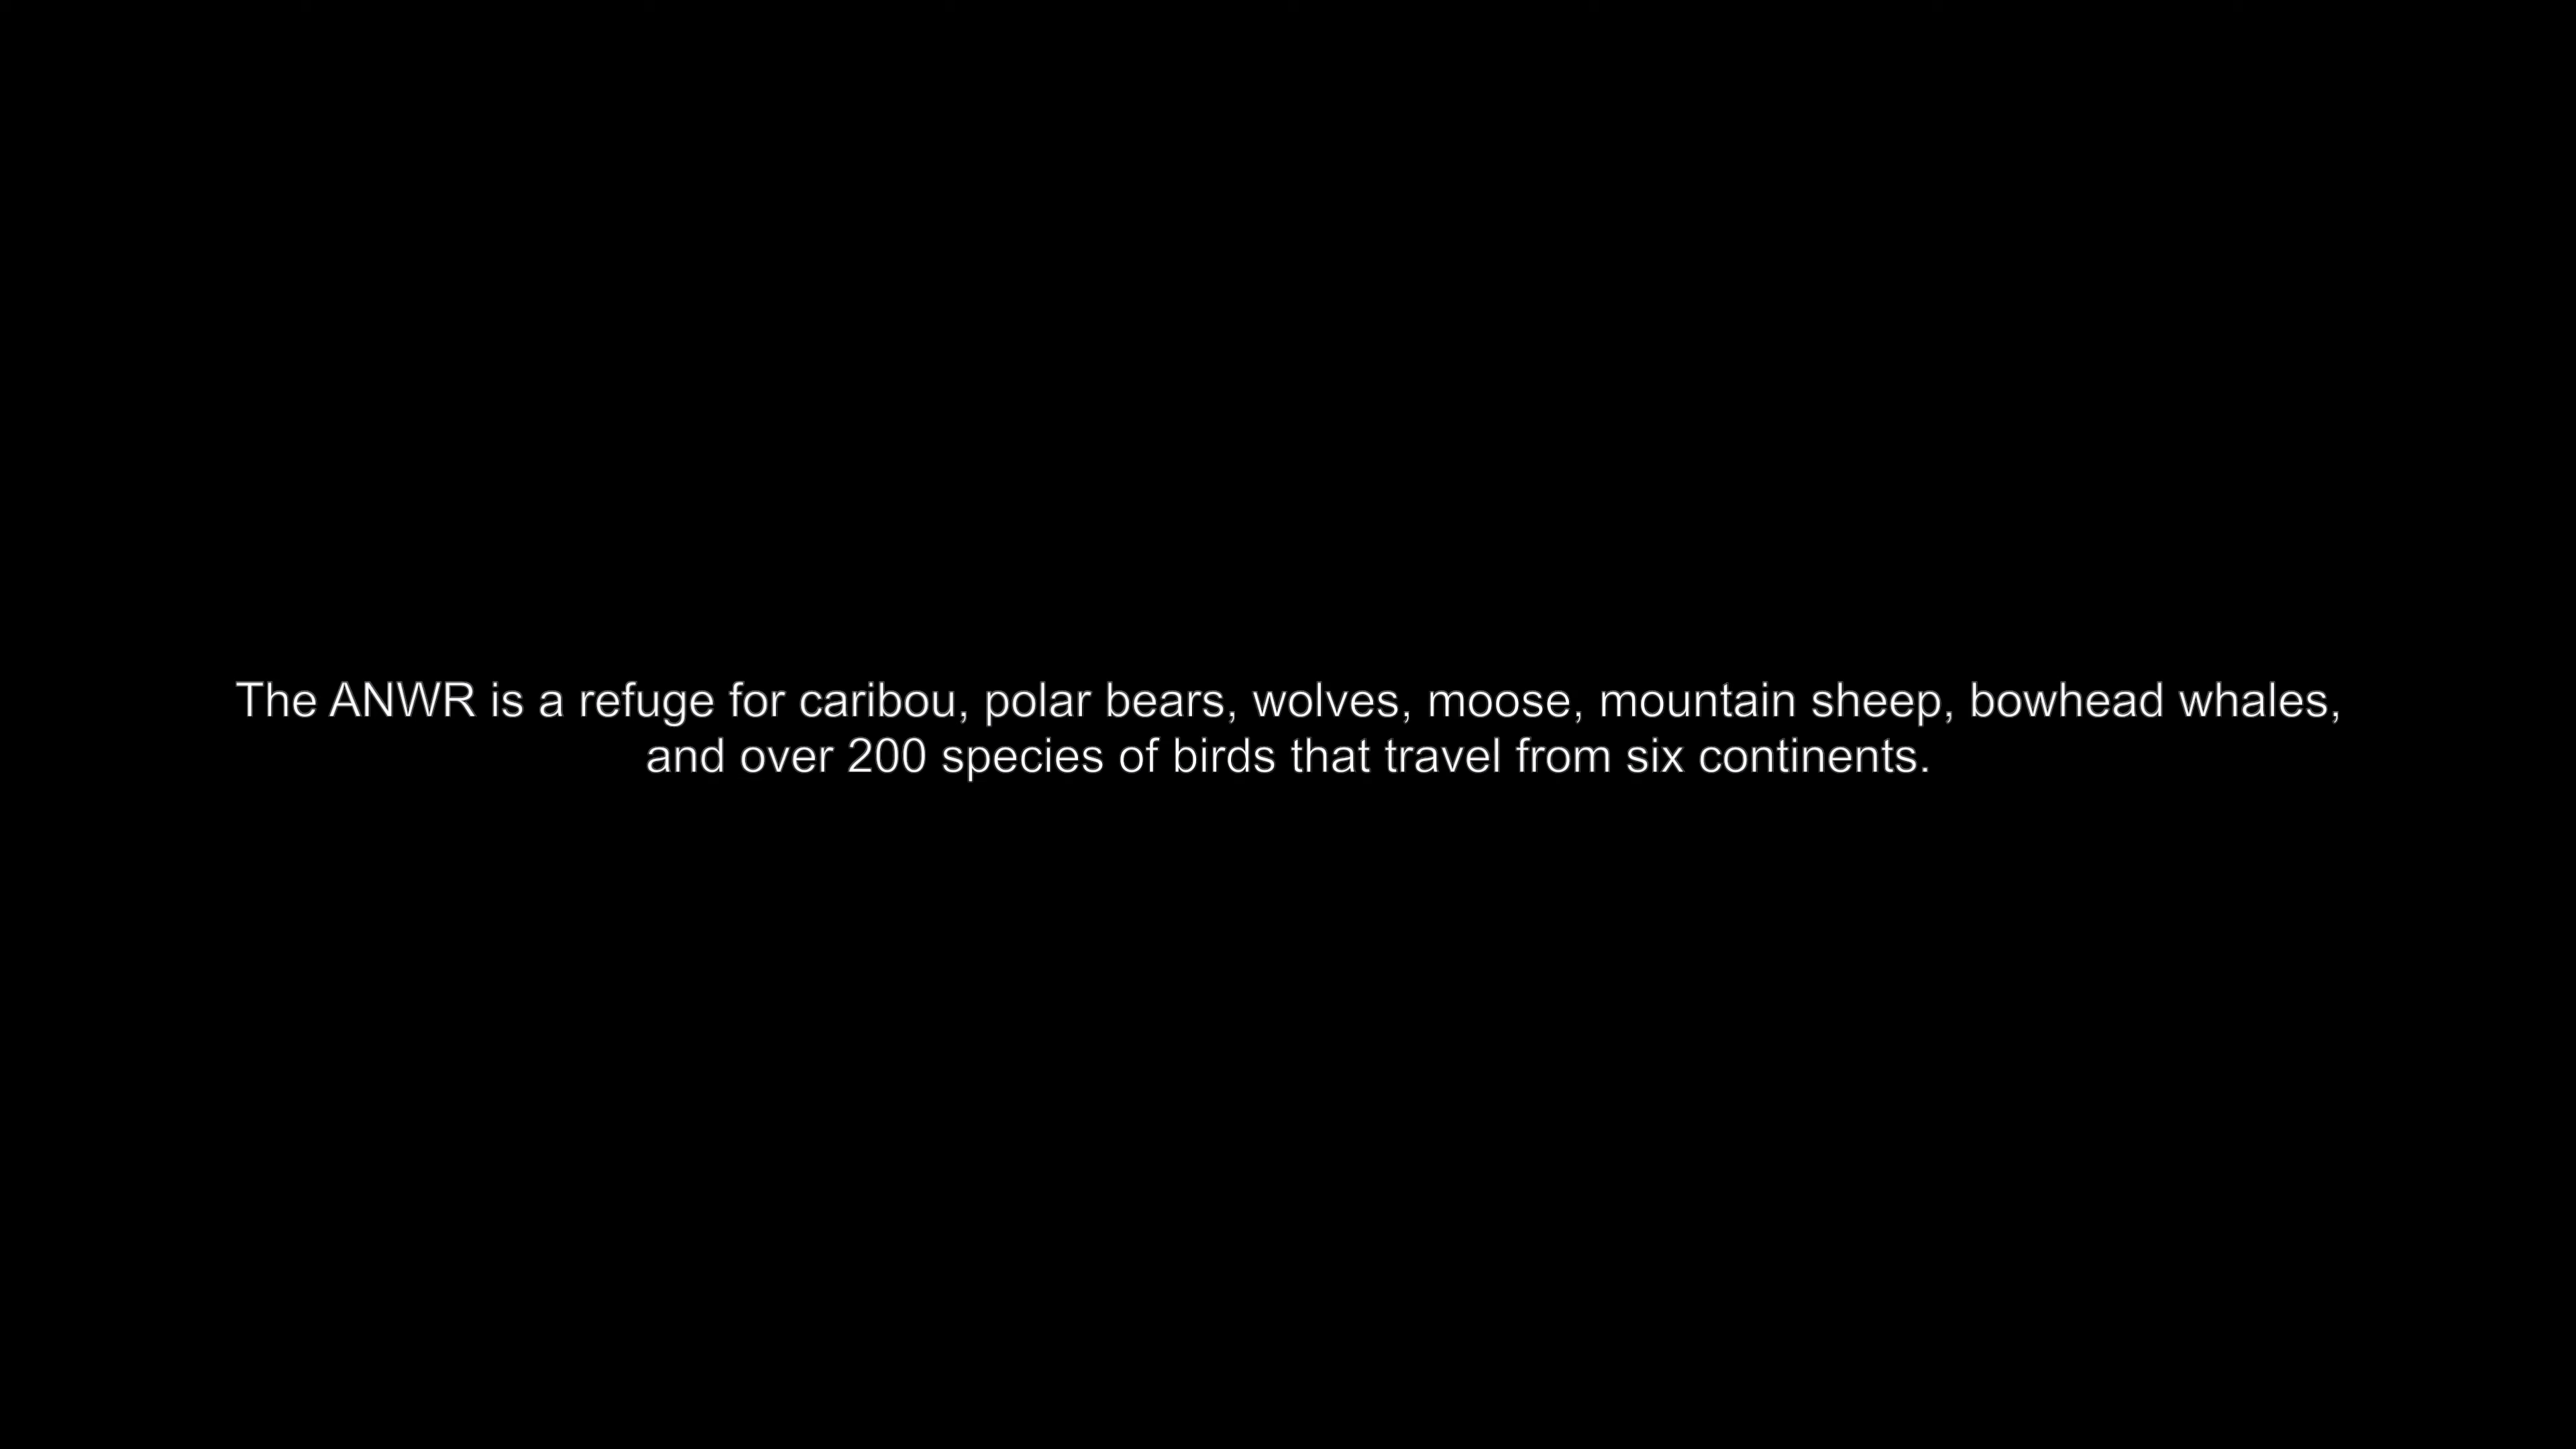 The ANWR is a refuge for caribou, polar bears, wolves, moose, mountain sheep, bowhead whales,
and over 200 species of birds that travel from six continents.